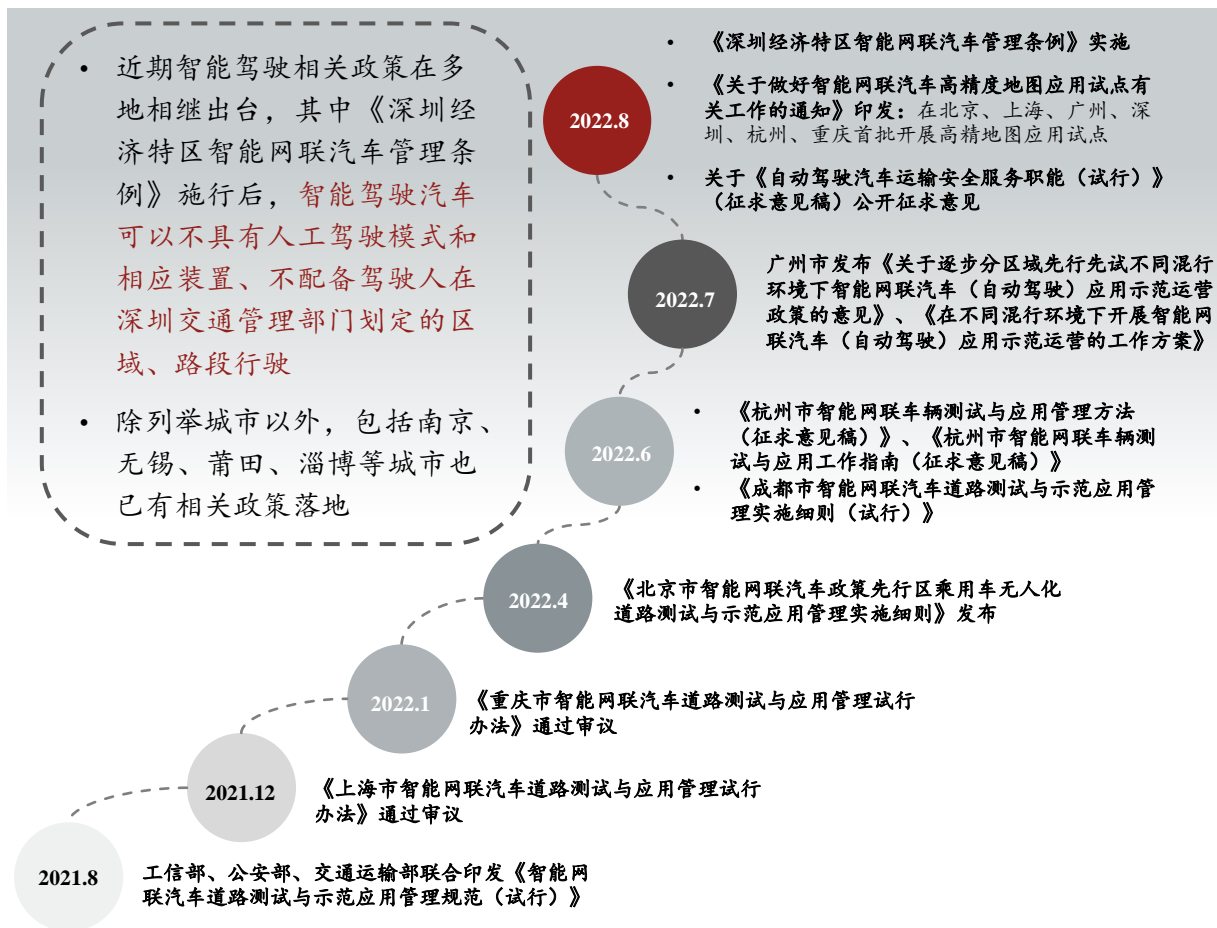 • 近期智能驾驶相关政策在多
地相继出台，其中《深圳经
济特区智能网联汽车管理条
例》施行后，智能驾驶汽车
可以不具有人工驾驶模式和
相应装置、不配备驾驶人在
深圳交通管理部门划定的区
域、路段行驶
• 除列举城市以外，包括南京、
无锡、莆田、淄博等城市也
已有相关政策落地
2022.8
• 《深圳经济特区智能网联汽车管理条例》实施
• 《关于做好智能网联汽车高精度地图应用试点有
关工作的通知》印发：在北京、上海、广州、深
圳、杭州、重庆首批开展高精地图应用试点
• 关于《自动驾驶汽车运输安全服务职能（试行）》
（征求意见稿）公开征求意见
2022.7
广州市发布《关于逐步分区域先行先试不同混行
环境下智能网联汽车（自动驾驶）应用示范运营
政策的意见》、《在不同混行环境下开展智能网
联汽车（自动驾驶）应用示范运营的工作方案》
2022.6
• 《杭州市智能网联车辆测试与应用管理方法
（征求意见稿）》、《杭州市智能网联车辆测
试与应用工作指南（征求意见稿）》
• 《成都市智能网联汽车道路测试与示范应用管
理实施细则（试行）》
2022.4
《北京市智能网联汽车政策先行区乘用车无人化
道路测试与示范应用管理实施细则》发布
2022.1
《重庆市智能网联汽车道路测试与应用管理试行
办法》通过审议
2021.12
《上海市智能网联汽车道路测试与应用管理试行
办法》通过审议
2021.8
工信部、公安部、交通运输部联合印发《智能网
联汽车道路测试与示范应用管理规范（试行）》